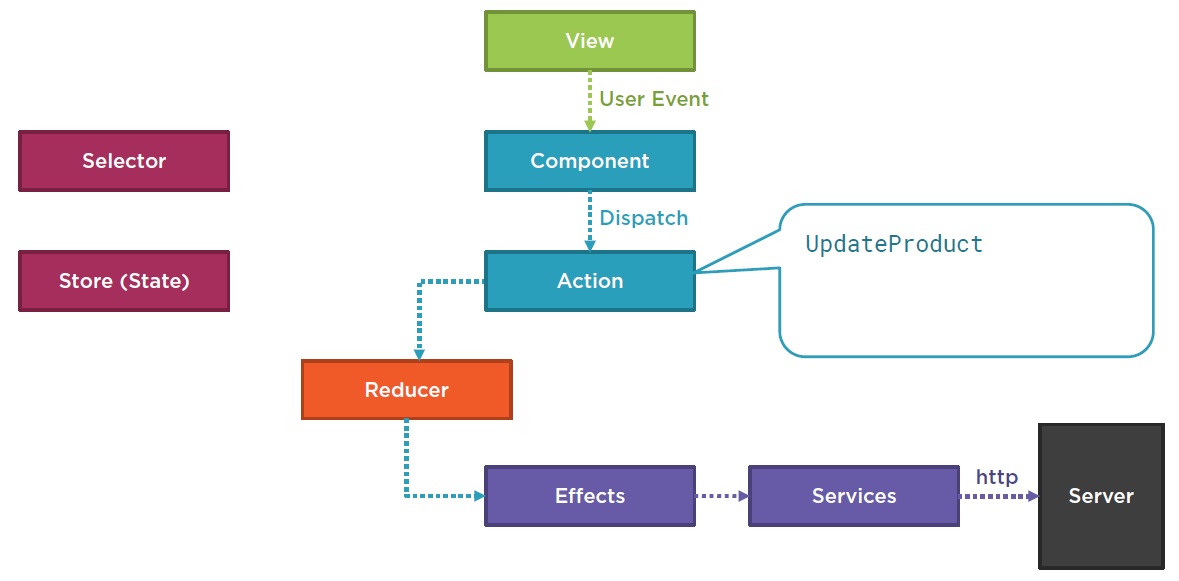 View
User Event
Selector
Component
Dispatch
UpdateProduct
Store (State)
Action
Reducer
Effects
Services
http
Server